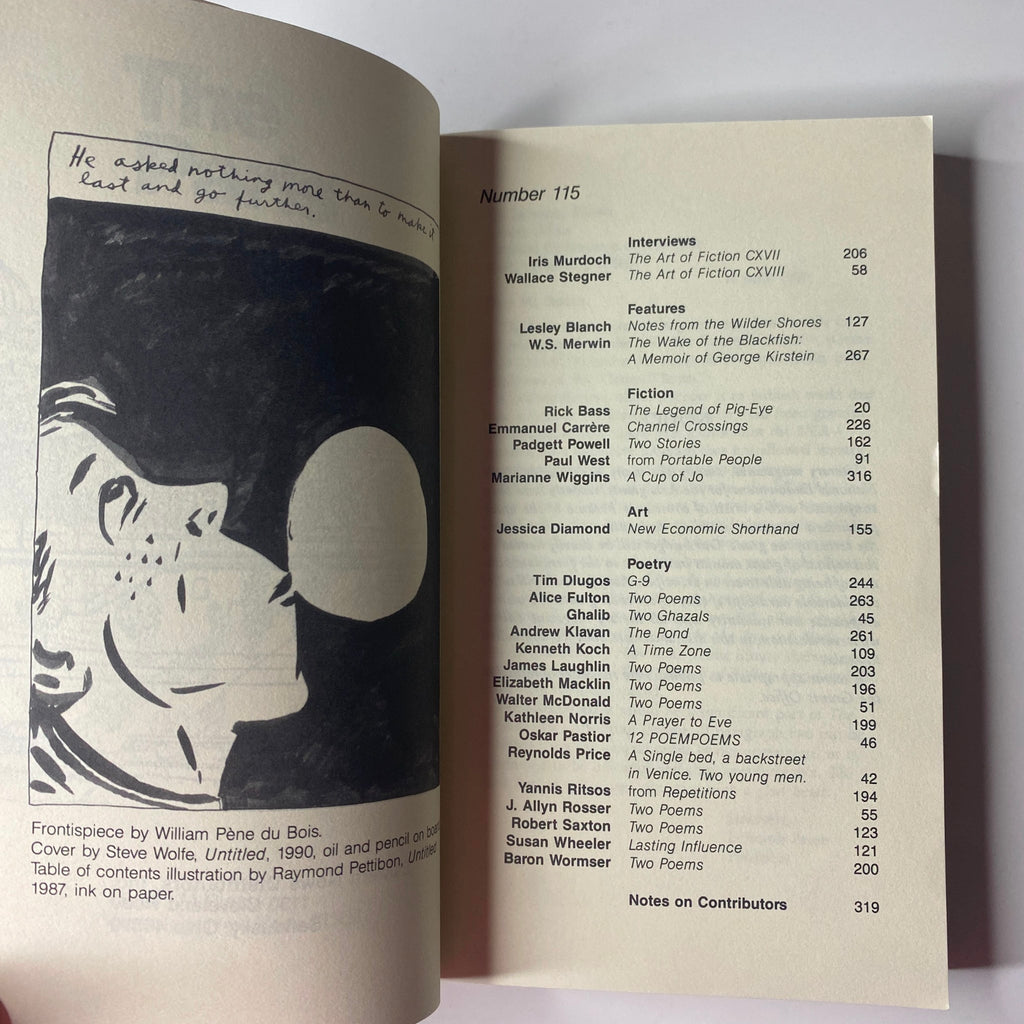 He asked nothing more than to make it
last and go further.
Frontispiece by William Pène du Bois.
Cover by Steve Wolfe, Untitled, 1990, oil and pencil on board.
Table of contents illustration by Raymond Pettibon, Untitled
1987, ink on paper.
Number 115
Interviews
Iris Murdoch The Art of Fiction CXVII 206
Wallace Stegner The Art of Fiction CXVIII 58
Features
Lesley Blanch Notes from the Wilder Shores 127
W.S. Merwin The Wake of the Blackfish:
A Memoir of George Kirstein 267
Fiction
Rick Bass The Legend of Pig-Eye 20
Emmanuel Carrère Channel Crossings 226
Padgett Powell Two Stories 162
Paul West from Portable People 91
Marianne Wiggins A Cup of Jo 316
Art
Jessica Diamond New Economic Shorthand 155
Poetry
Tim Dlugos G-9 244
Alice Fulton Two Poems 263
Ghalib Two Ghazals 45
Andrew Klavan The Pond 261
Kenneth Koch A Time Zone 109
James Laughlin Two Poems 203
Elizabeth Macklin Two Poems 196
Walter McDonald Two Poems 51
Kathleen Norris A Prayer to Eve 199
Oskar Pastior 12 POEMPOEMS 46
Reynolds Price A Single bed, a backstreet
in Venice. Two young men. 42
Yannis Ritsos from Repetitions 194
J. Allyn Rosser Two Poems 55
Robert Saxton Two Poems 123
Susan Wheeler Lasting Influence 121
Baron Wormser Two Poems 200
Notes on Contributors 319